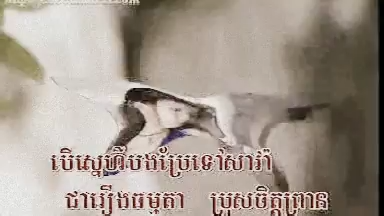 បើស្នេហ៍បងប្រែទៅសាវ៉ា
ជារឿងធម្មតា ប្រុសចិត្តព្រាន